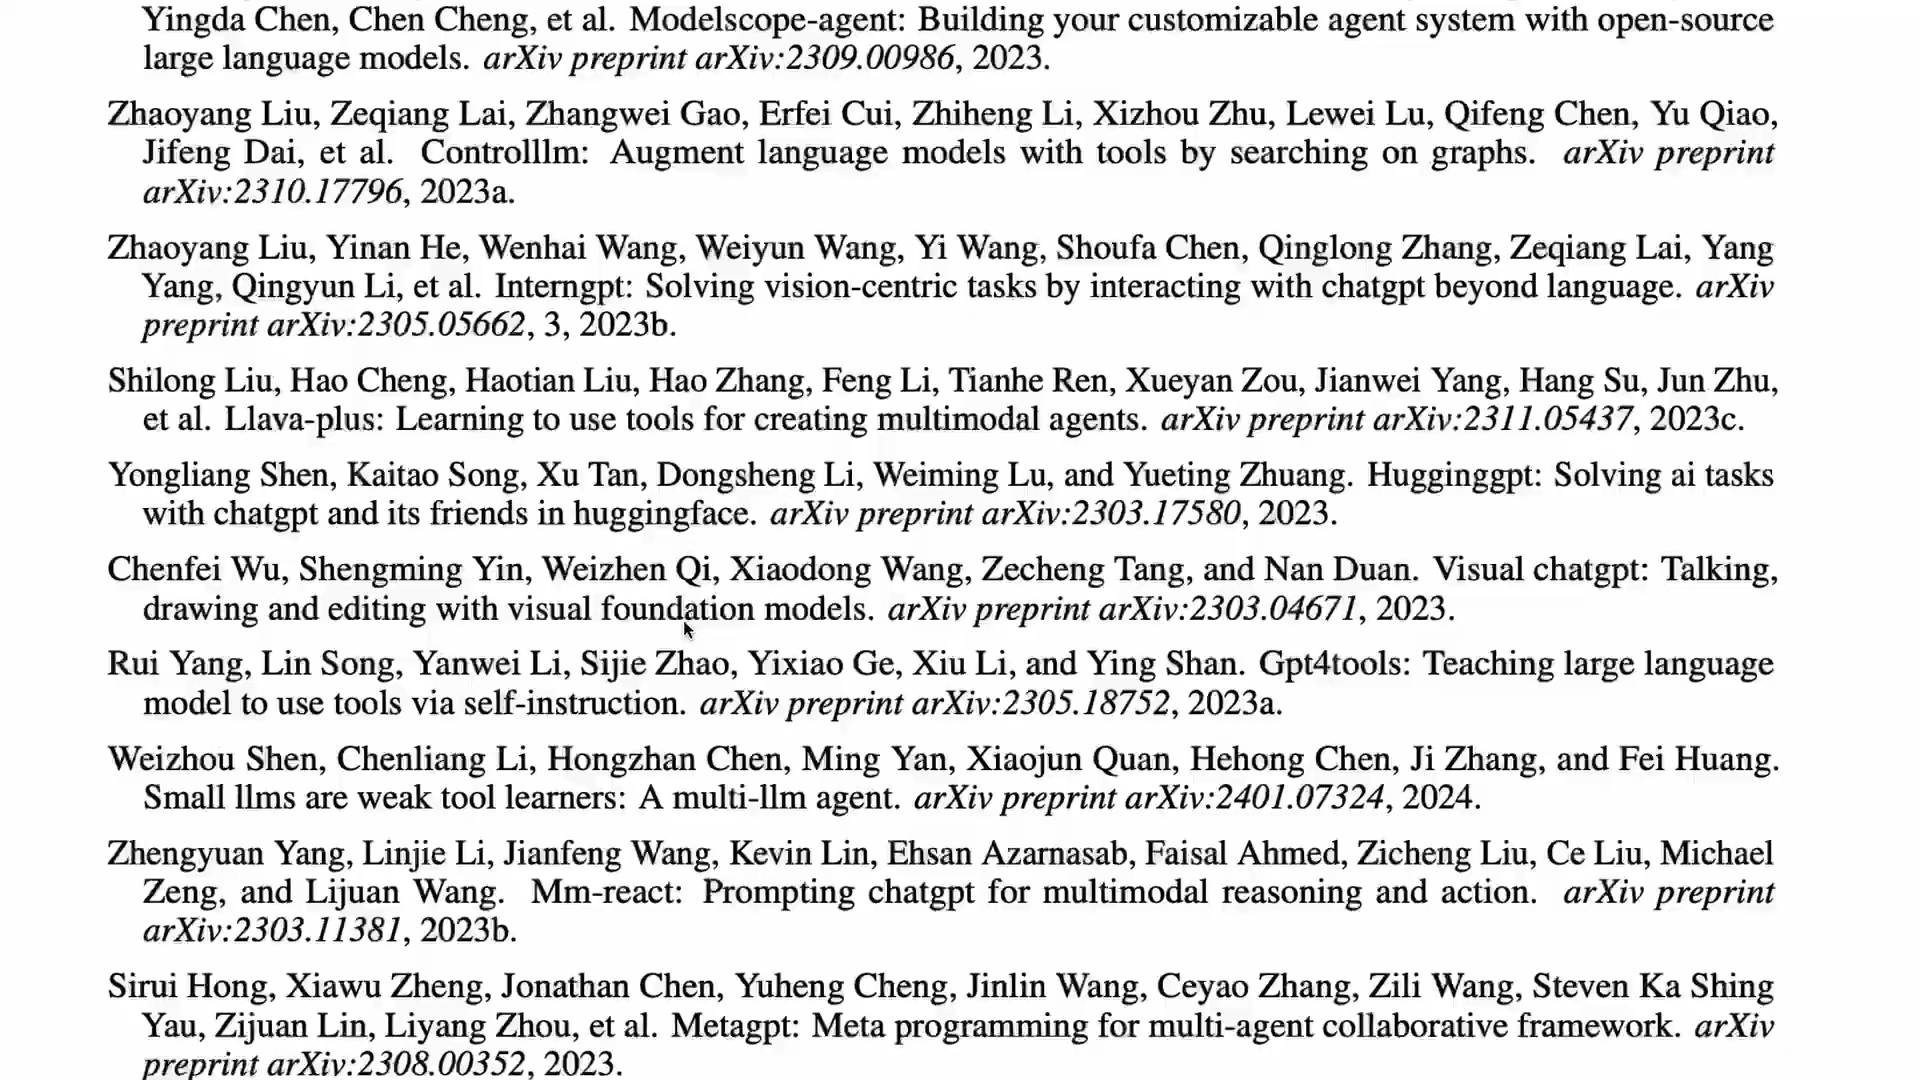 Yingda Chen, Chen Cheng, et al. Modelscope-agent: Building your customizable agent system with open-source
large language models. arXiv preprint arXiv:2309.00986, 2023.
Zhaoyang Liu, Zeqiang Lai, Zhangwei Gao, Erfei Cui, Zhiheng Li, Xizhou Zhu, Lewei Lu, Qifeng Chen, Yu Qiao,
Jifeng Dai, et al. Controlllm: Augment language models with tools by searching on graphs. arXiv preprint
arXiv:2310.17796, 2023a.
Zhaoyang Liu, Yinan He, Wenhai Wang, Weiyun Wang, Yi Wang, Shoufa Chen, Qinglong Zhang, Zeqiang Lai, Yang
Yang, Qingyun Li, et al. Interngpt: Solving vision-centric tasks by interacting with chatgpt beyond language. arXiv
preprint arXiv:2305.05662, 3, 2023b.
Shilong Liu, Hao Cheng, Haotian Liu, Hao Zhang, Feng Li, Tianhe Ren, Xueyan Zou, Jianwei Yang, Hang Su, Jun Zhu,
et al. Llava-plus: Learning to use tools for creating multimodal agents. arXiv preprint arXiv:2311.05437, 2023c.
Yongliang Shen, Kaitao Song, Xu Tan, Dongsheng Li, Weiming Lu, and Yueting Zhuang. Hugginggpt: Solving ai tasks
with chatgpt and its friends in huggingface. arXiv preprint arXiv:2303.17580, 2023.
Chenfei Wu, Shengming Yin, Weizhen Qi, Xiaodong Wang, Zecheng Tang, and Nan Duan. Visual chatgpt: Talking,
drawing and editing with visual foundation models. arXiv preprint arXiv:2303.04671, 2023.
Rui Yang, Lin Song, Yanwei Li, Sijie Zhao, Yixiao Ge, Xiu Li, and Ying Shan. Gpt4tools: Teaching large language
model to use tools via self-instruction. arXiv preprint arXiv:2305.18752, 2023a.
Weizhou Shen, Chenliang Li, Hongzhan Chen, Ming Yan, Xiaojun Quan, Hehong Chen, Ji Zhang, and Fei Huang.
Small llms are weak tool learners: A multi-llm agent. arXiv preprint arXiv:2401.07324, 2024.
Zhengyuan Yang, Linjie Li, Jianfeng Wang, Kevin Lin, Ehsan Azarnasab, Faisal Ahmed, Zicheng Liu, Ce Liu, Michael
Zeng, and Lijuan Wang. Mm-react: Prompting chatgpt for multimodal reasoning and action. arXiv preprint
arXiv:2303.11381, 2023b.
Sirui Hong, Xiawu Zheng, Jonathan Chen, Yuheng Cheng, Jinlin Wang, Ceyao Zhang, Zili Wang, Steven Ka Shing
Yau, Zijuan Lin, Liyang Zhou, et al. Metagpt: Meta programming for multi-agent collaborative framework. arXiv
preprint arXiv:2308.00352, 2023.